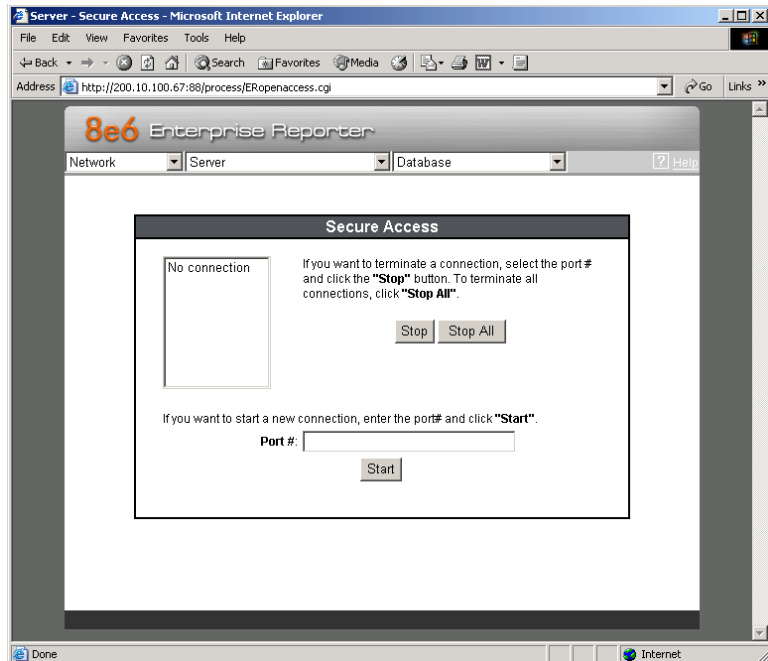 Server - Secure Access - Microsoft Internet Explorer
File Edit View Favorites Tools Help
Back Search Favorites Media
Address http://200.10.100.67:88/process/ERopenaccess.cgi Go Links »
8e6 Enterprise Reporter
Network Server Database ? Help
Secure Access
No connection
If you want to terminate a connection, select the port #
and click the "Stop" button. To terminate all
connections, click "Stop All".
Stop Stop All
If you want to start a new connection, enter the port# and click "Start".
Port #:
Start
Done Internet